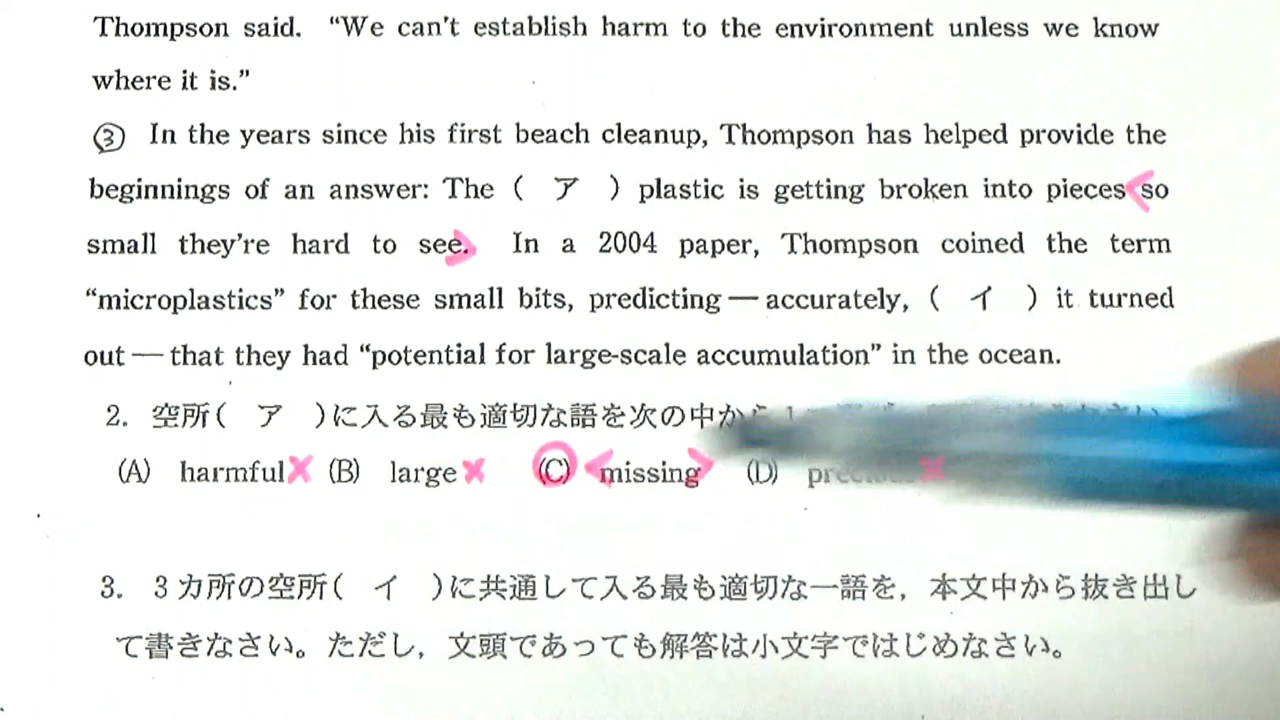 Thompson said. “We can't establish harm to the environment unless we know
where it is.”
③ In the years since his first beach cleanup, Thompson has helped provide the
beginnings of an answer: The ( ア ) plastic is getting broken into pieces so
small they're hard to see. In a 2004 paper, Thompson coined the term
“microplastics” for these small bits, predicting — accurately, ( イ ) it turned
out — that they had “potential for large-scale accumulation” in the ocean.
2. 空所( ア )に入る最も適切な語を次の中から
(A) harmful (B) large (C) missing (D)
3. 3カ所の空所( イ )に共通して入る最も適切な一語を，本文中から抜き出し
て書きなさい。ただし，文頭であっても解答は小文字ではじめなさい。